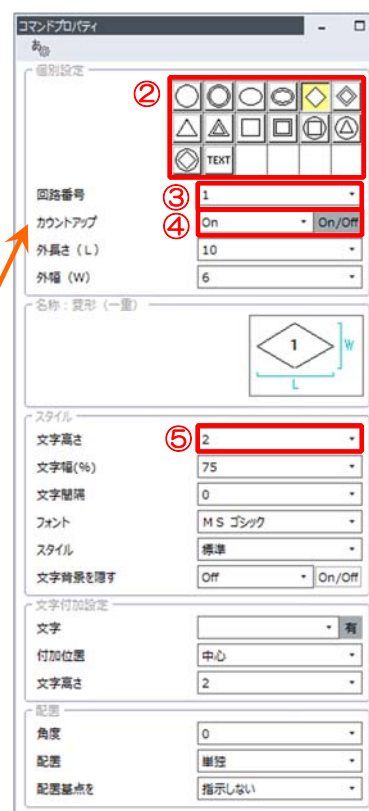 コマンドプロパティ
あ
個別設定
②
TEXT
回路番号 ③ 1
カウントアップ ④ On On/Off
外長さ（L） 10
外幅（W） 6
名称：菱形（一重）
1 W
L
スタイル
文字高さ ⑤ 2
文字幅(%) 75
文字間隔 0
フォント ＭＳ ゴシック
スタイル 標準
文字背景を隠す Off On/Off
文字付加設定
文字 有
付加位置 中心
文字高さ 2
配置
角度 0
配置 単独
配置基点を 指示しない